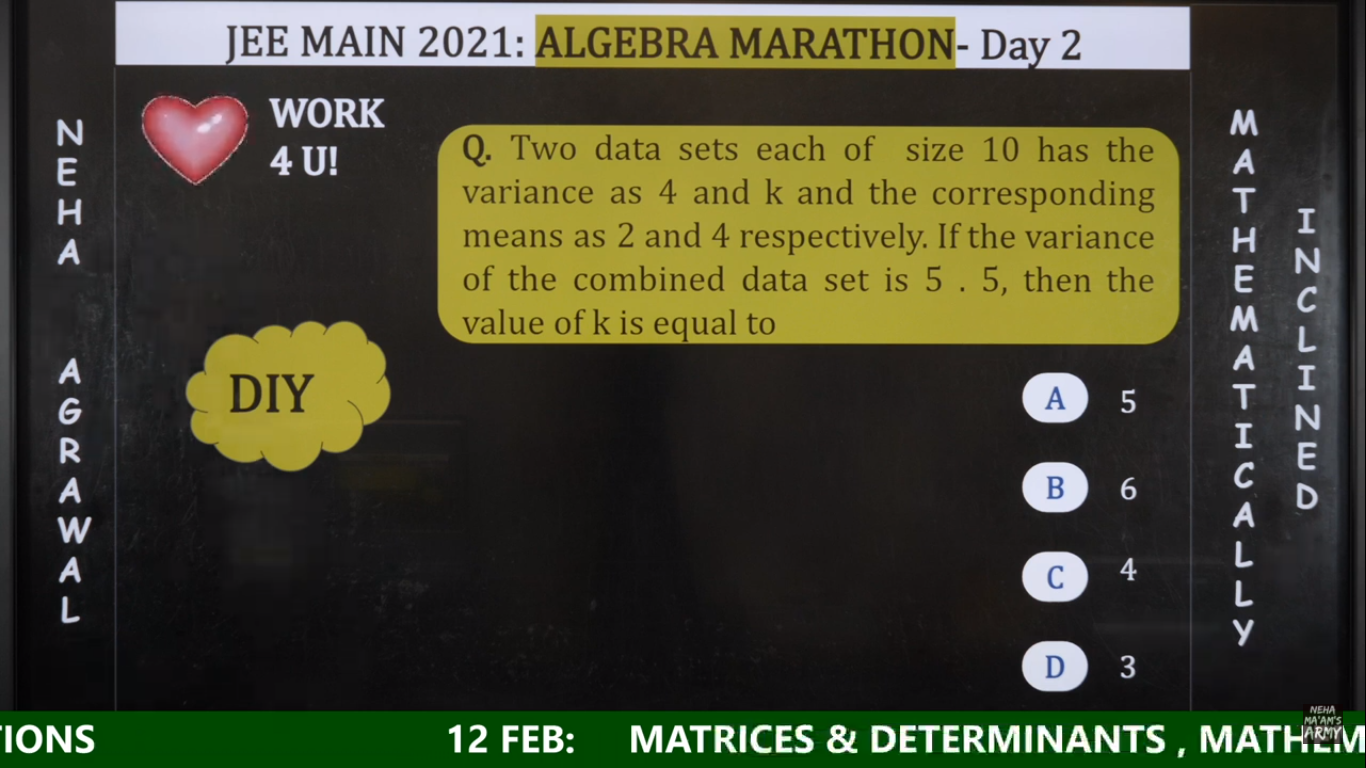 JEE MAIN 2021: ALGEBRA MARATHON- Day 2
WORK
4 U!
NEHA AGRAWAL
Q. Two data sets each of size 10 has the
variance as 4 and k and the corresponding
means as 2 and 4 respectively. If the variance
of the combined data set is 5 . 5, then the
value of k is equal to
DIY
A 5
B 6
C 4
D 3
MATHEMATICALLY
INCLINED
TIONS 12 FEB: MATRICES & DETERMINANTS , MATHEM
NEHA
MA'AM'S
ARMY